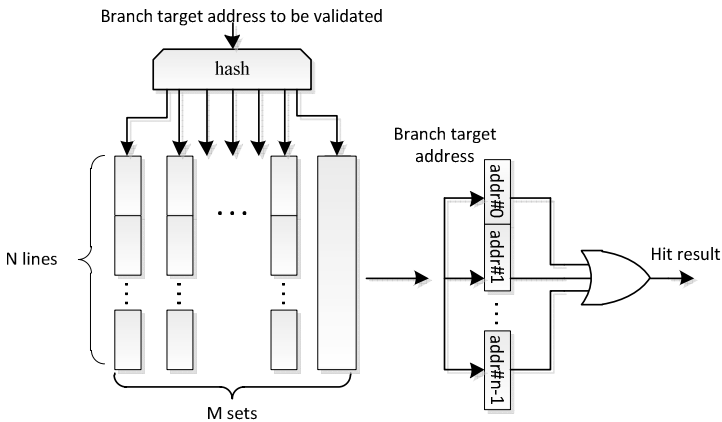 Branch target address to be validated
hash
N lines
...
M sets
Branch target
address
addr#0
addr#1
addr#n-1
Hit result